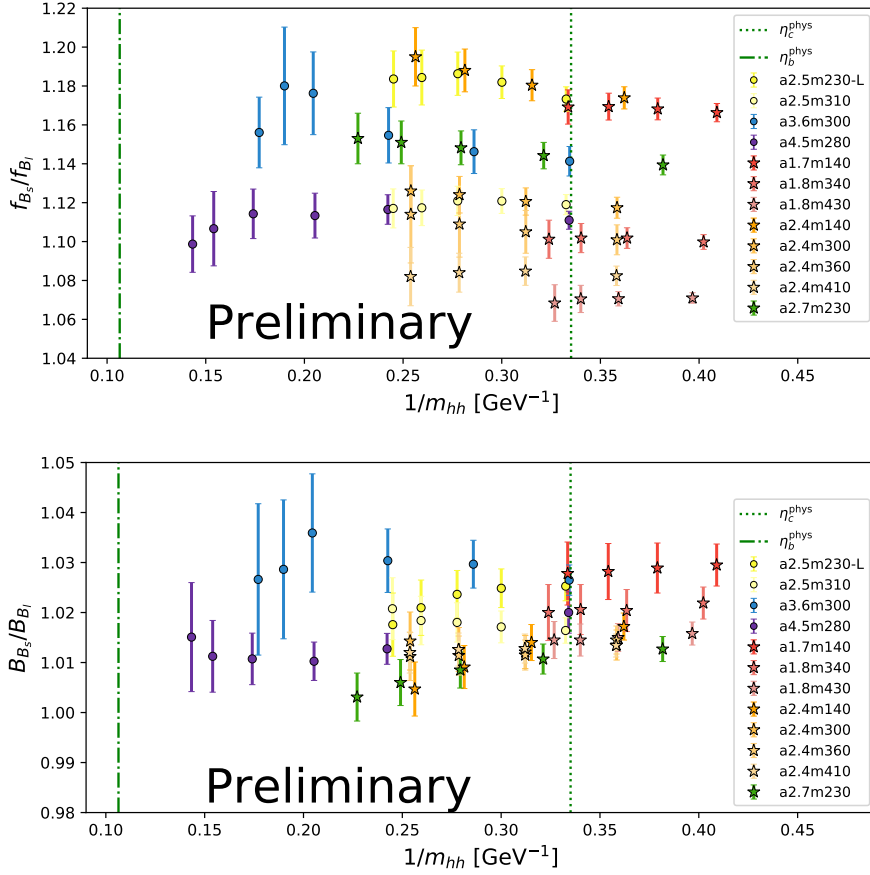 1.22
1.20
1.18
1.16
1.14
1.12
1.10
1.08
1.06
1.04
f_{B_s}/f_{B_l}
Preliminary
η_c^{phys}
η_b^{phys}
a2.5m230-L
a2.5m310
a3.6m300
a4.5m280
a1.7m140
a1.8m340
a1.8m430
a2.4m140
a2.4m300
a2.4m360
a2.4m410
a2.7m230
0.10 0.15 0.20 0.25 0.30 0.35 0.40 0.45
1/m_{hh} [GeV^{−1}]
1.05
1.04
1.03
1.02
1.01
1.00
0.99
0.98
B_{B_s}/B_{B_l}
Preliminary
η_c^{phys}
η_b^{phys}
a2.5m230-L
a2.5m310
a3.6m300
a4.5m280
a1.7m140
a1.8m340
a1.8m430
a2.4m140
a2.4m300
a2.4m360
a2.4m410
a2.7m230
0.10 0.15 0.20 0.25 0.30 0.35 0.40 0.45
1/m_{hh} [GeV^{−1}]